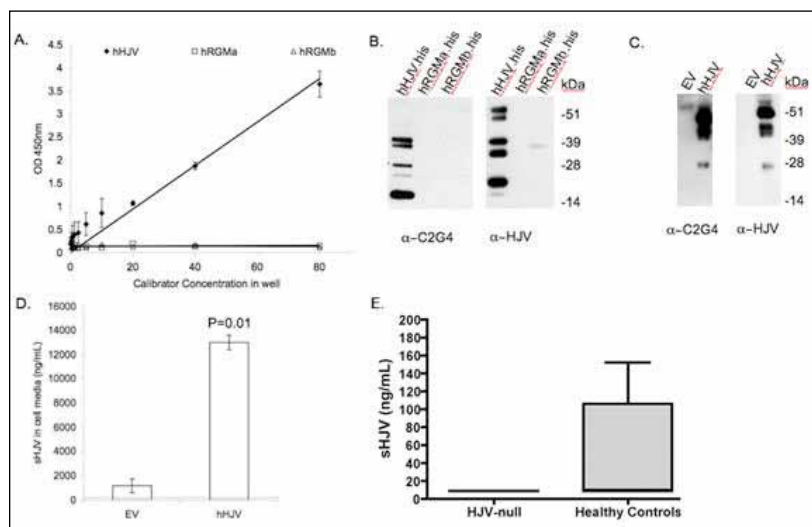 A.
◆ hHJV □ hRGMa △ hRGMb
4.5
4
3.5
3
2.5
2
1.5
1
0.5
0
OD 450nm
0 20 40 60 80
Calibrator Concentration in well
B.
hHJV.his hRGMa.his hRGMb.his hHJV.his hRGMa.his hRGMb.his kDa
-51
-39
-28
-14
α-C2G4 α-HJV
C.
EV hHJV EV hHJV kDa
-51
-39
-28
-14
α-C2G4 α-HJV
D.
P=0.01
16000
14000
12000
10000
8000
6000
4000
2000
0
sHJV in cell media (ng/mL)
EV hHJV
E.
200
180
160
140
120
100
80
60
40
20
0
sHJV (ng/mL)
HJV-null Healthy Controls